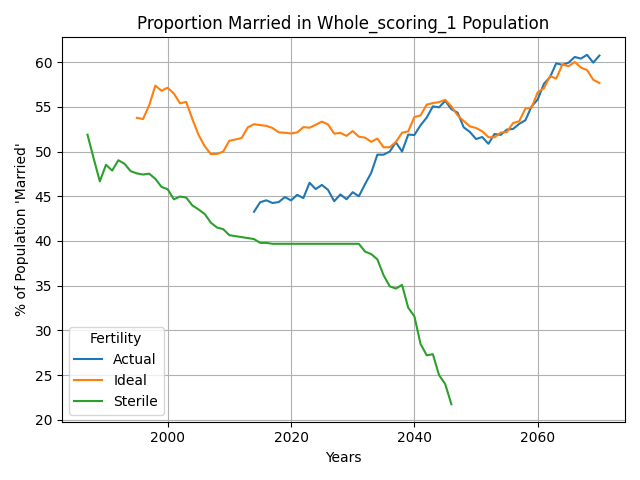 Proportion Married in Whole_scoring_1 Population
% of Population 'Married'
60
55
50
45
40
35
30
25
20
Fertility
Actual
Ideal
Sterile
2000 2020 2040 2060
Years